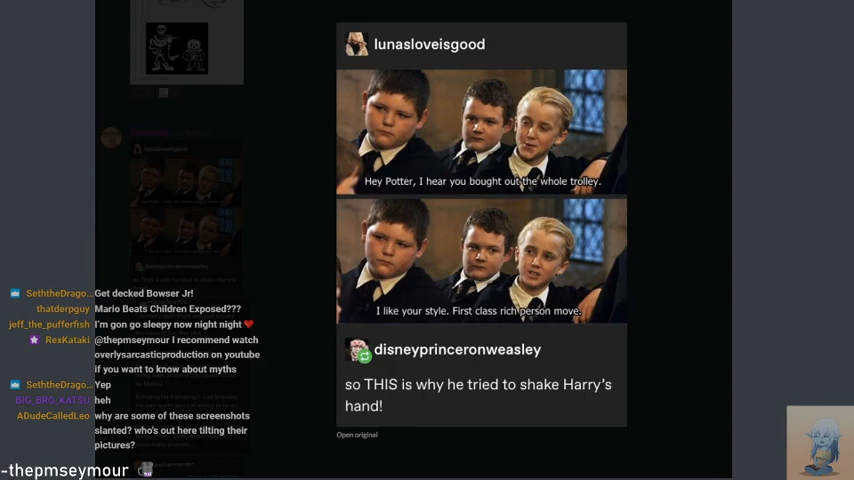 lunasloveisgood
Hey Potter, I hear you bought out the whole trolley.
I like your style. First class rich person move.
disneyprinceronweasley
so THIS is why he tried to shake Harry's
hand!
Open original
SeththeDrago... Get decked Bowser Jr!
thatderpguy Mario Beats Children Exposed???
jeff_the_pufferfish I'm gon go sleepy now night night
RexKataki @thepmseymour I recommend watch
overlysarcasticproduction on youtube
if you want to know about myths
SeththeDrago... Yep
BIG_BRO_KATSU heh
ADudeCalledLeo why are some of these screenshots
slanted? who's out here tilting their
pictures?
-thepmseymour